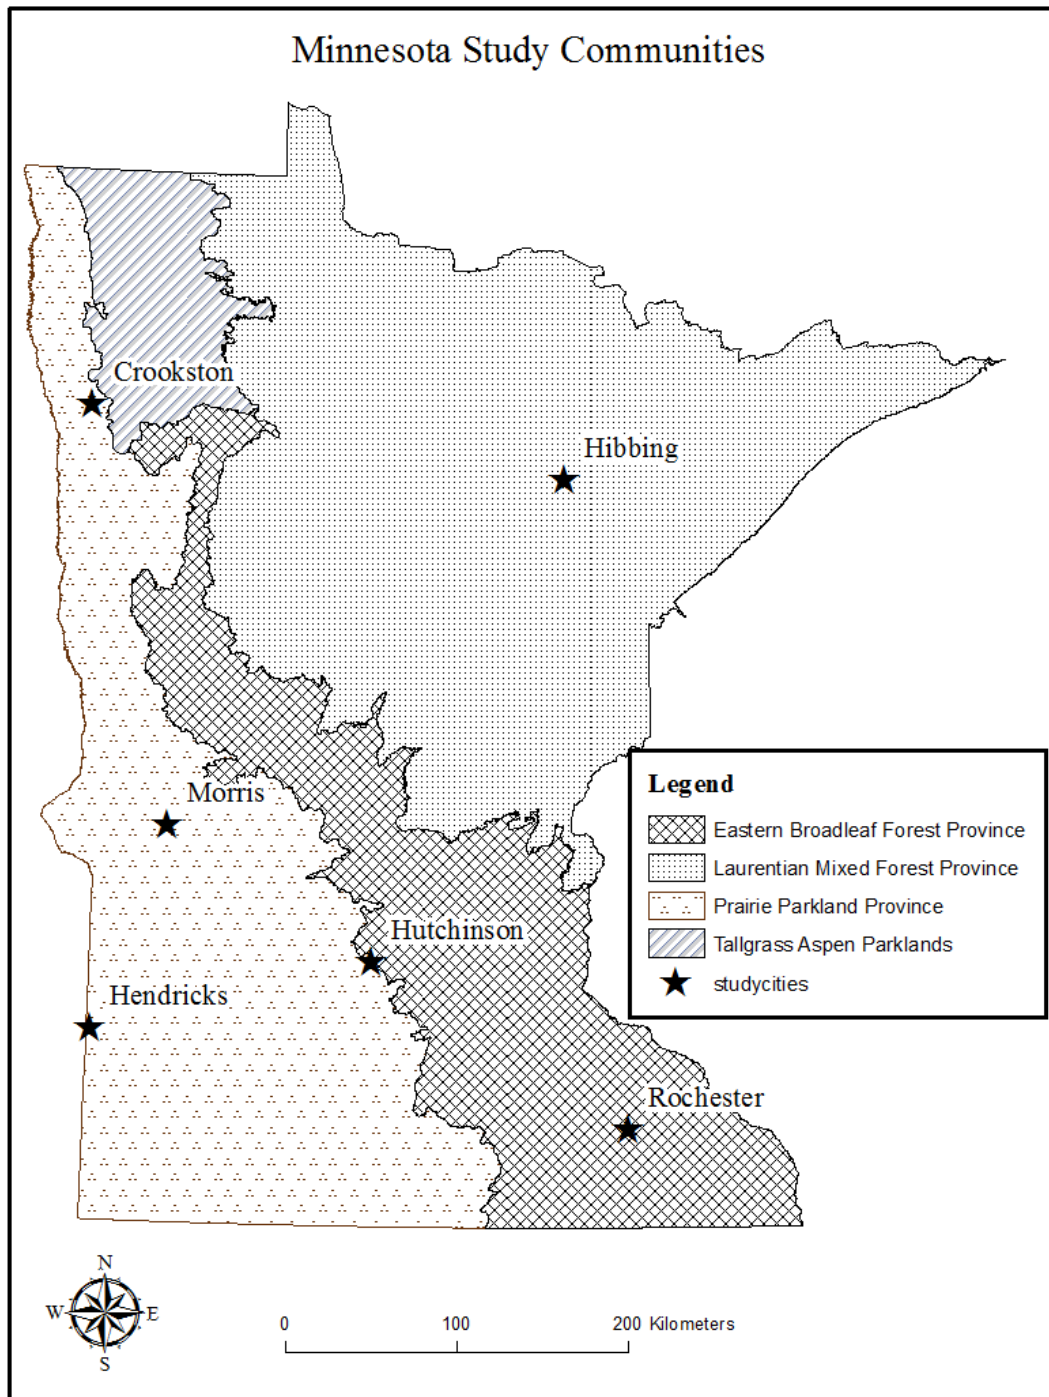 Minnesota Study Communities
Crookston
Hibbing
Morris
Legend
Eastern Broadleaf Forest Province
Laurentian Mixed Forest Province
Prairie Parkland Province
Tallgrass Aspen Parklands
studycities
Hutchinson
Hendricks
Rochester
N
W E
S
0 100 200 Kilometers